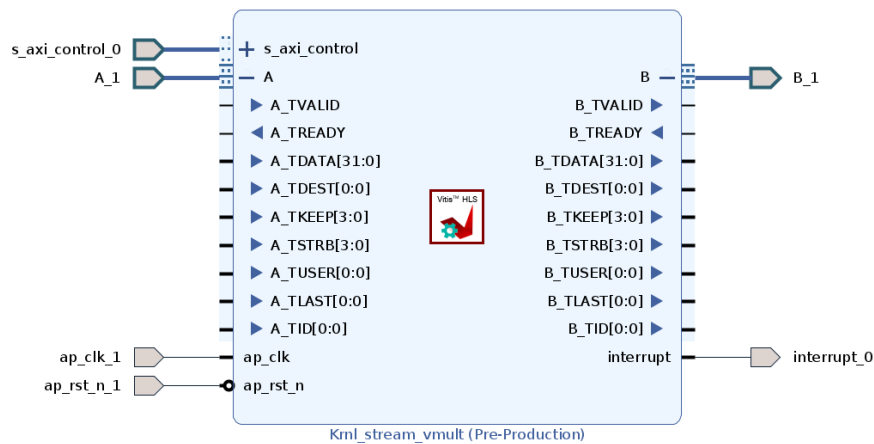 s_axi_control_0
s_axi_control
A_1
A
B
B_1
A_TVALID
B_TVALID
A_TREADY
B_TREADY
A_TDATA[31:0]
B_TDATA[31:0]
A_TDEST[0:0]
B_TDEST[0:0]
A_TKEEP[3:0]
Vitis™ HLS
B_TKEEP[3:0]
A_TSTRB[3:0]
B_TSTRB[3:0]
A_TUSER[0:0]
B_TUSER[0:0]
A_TLAST[0:0]
B_TLAST[0:0]
A_TID[0:0]
B_TID[0:0]
ap_clk_1
ap_clk
interrupt
interrupt_0
ap_rst_n_1
ap_rst_n
Krnl_stream_vmult (Pre-Production)